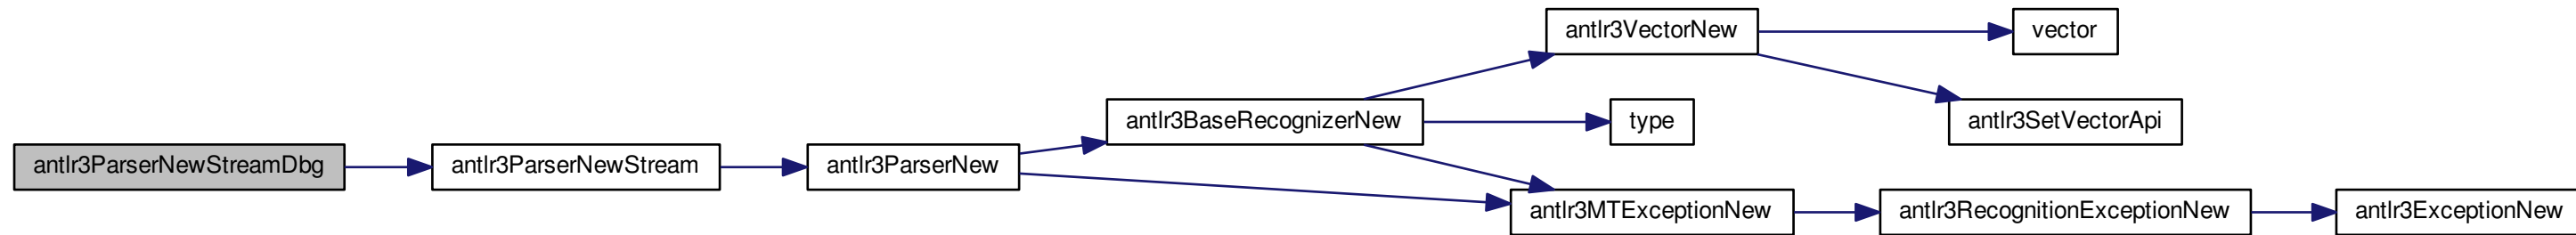 antlr3VectorNew
vector
antlr3BaseRecognizerNew
type
antlr3SetVectorApi
antlr3ParserNewStreamDbg
antlr3ParserNewStream
antlr3ParserNew
antlr3MTExceptionNew
antlr3RecognitionExceptionNew
antlr3ExceptionNew